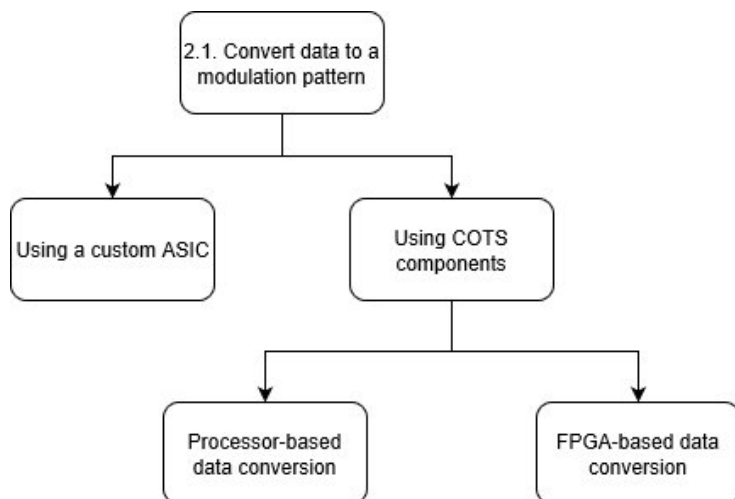 2.1. Convert data to a
modulation pattern
Using a custom ASIC
Using COTS
components
Processor-based
data conversion
FPGA-based data
conversion